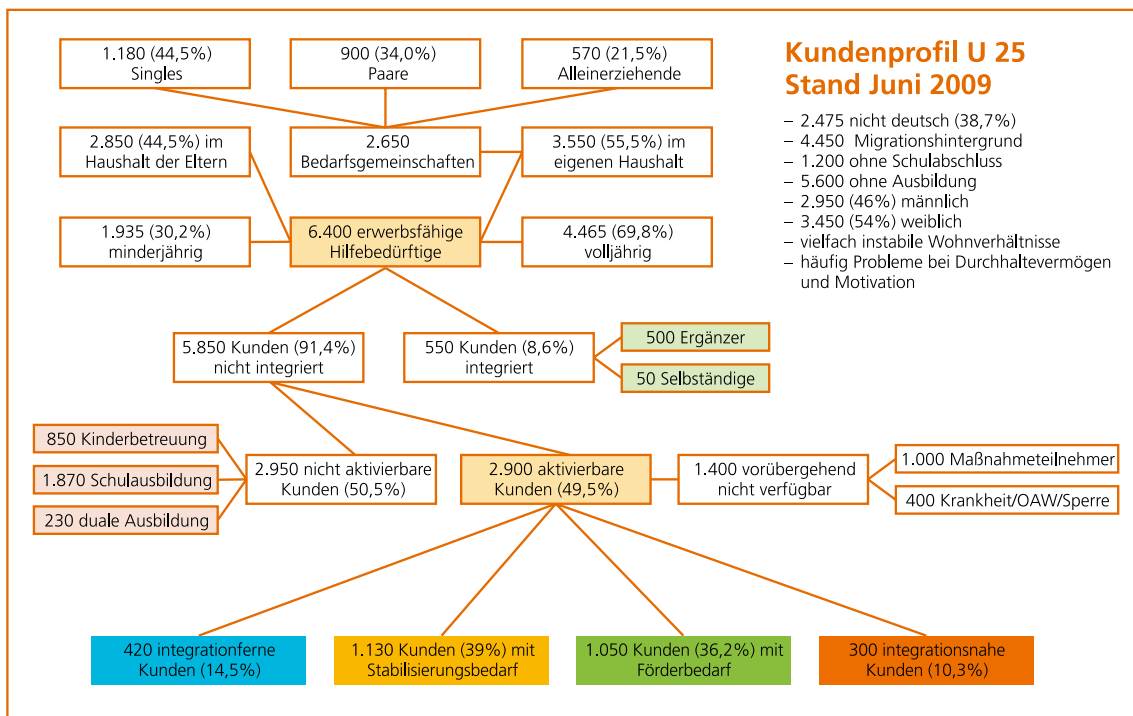 1.180 (44,5%)
Singles
900 (34,0%)
Paare
570 (21,5%)
Alleinerziehende
Kundenprofil U 25
Stand Juni 2009
– 2.475 nicht deutsch (38,7%)
– 4.450 Migrationshintergrund
– 1.200 ohne Schulabschluss
– 5.600 ohne Ausbildung
– 2.950 (46%) männlich
– 3.450 (54%) weiblich
– vielfach instabile Wohnverhältnisse
– häufig Probleme bei Durchhaltevermögen
und Motivation
2.850 (44,5%) im
Haushalt der Eltern
2.650
Bedarfsgemeinschaften
3.550 (55,5%) im
eigenen Haushalt
1.935 (30,2%)
minderjährig
6.400 erwerbsfähige
Hilfebedürftige
4.465 (69,8%)
volljährig
5.850 Kunden (91,4%)
nicht integriert
550 Kunden (8,6%)
integriert
500 Ergänzer
50 Selbständige
850 Kinderbetreuung
1.870 Schulausbildung
230 duale Ausbildung
2.950 nicht aktivierbare
Kunden (50,5%)
2.900 aktivierbare
Kunden (49,5%)
1.400 vorübergehend
nicht verfügbar
1.000 Maßnahmeteilnehmer
400 Krankheit/OAW/Sperre
420 integrationferne
Kunden (14,5%)
1.130 Kunden (39%) mit
Stabilisierungsbedarf
1.050 Kunden (36,2%) mit
Förderbedarf
300 integrationsnahe
Kunden (10,3%)